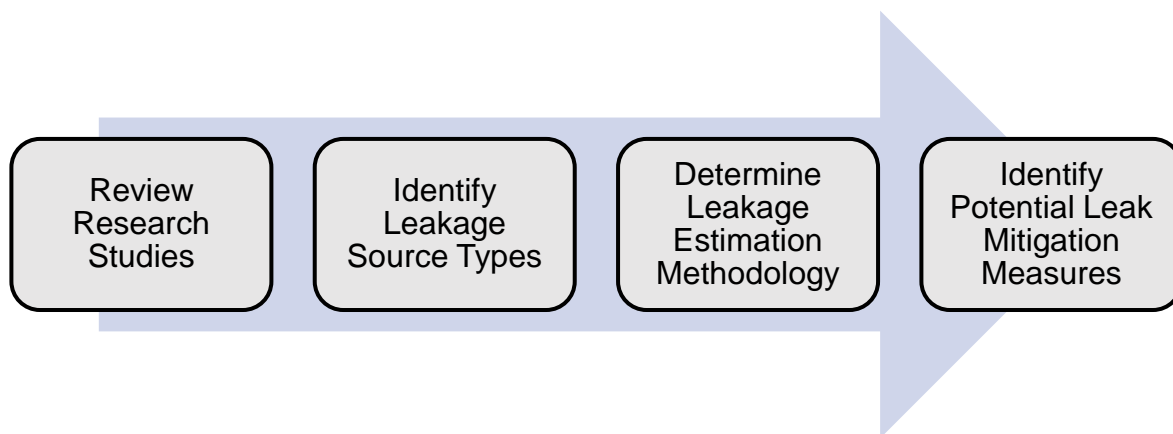 Review
Research
Studies
Identify
Leakage
Source Types
Determine
Leakage
Estimation
Methodology
Identify
Potential Leak
Mitigation
Measures